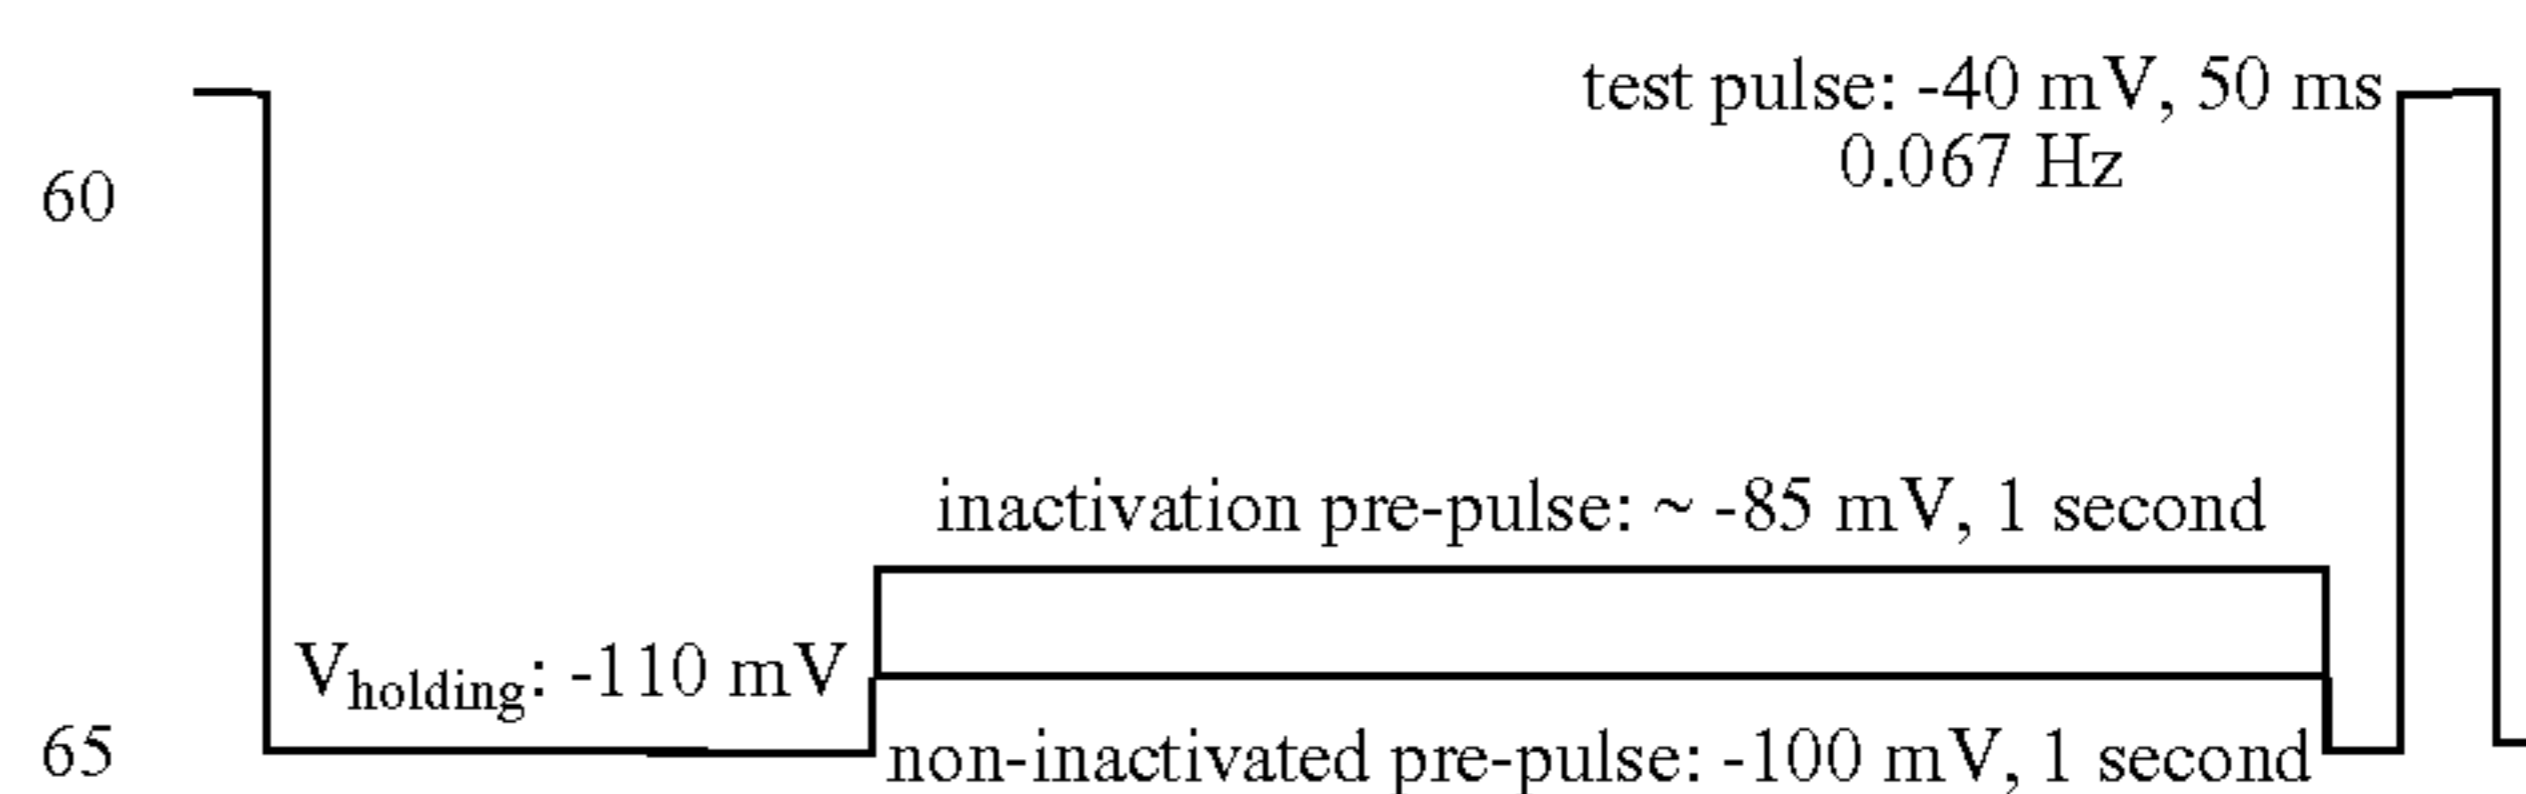 test pulse: -40 mV, 50 ms
0.067 Hz
60
inactivation pre-pulse: ~ -85 mV, 1 second
Vholding: -110 mV
65
non-inactivated pre-pulse: -100 mV, 1 second